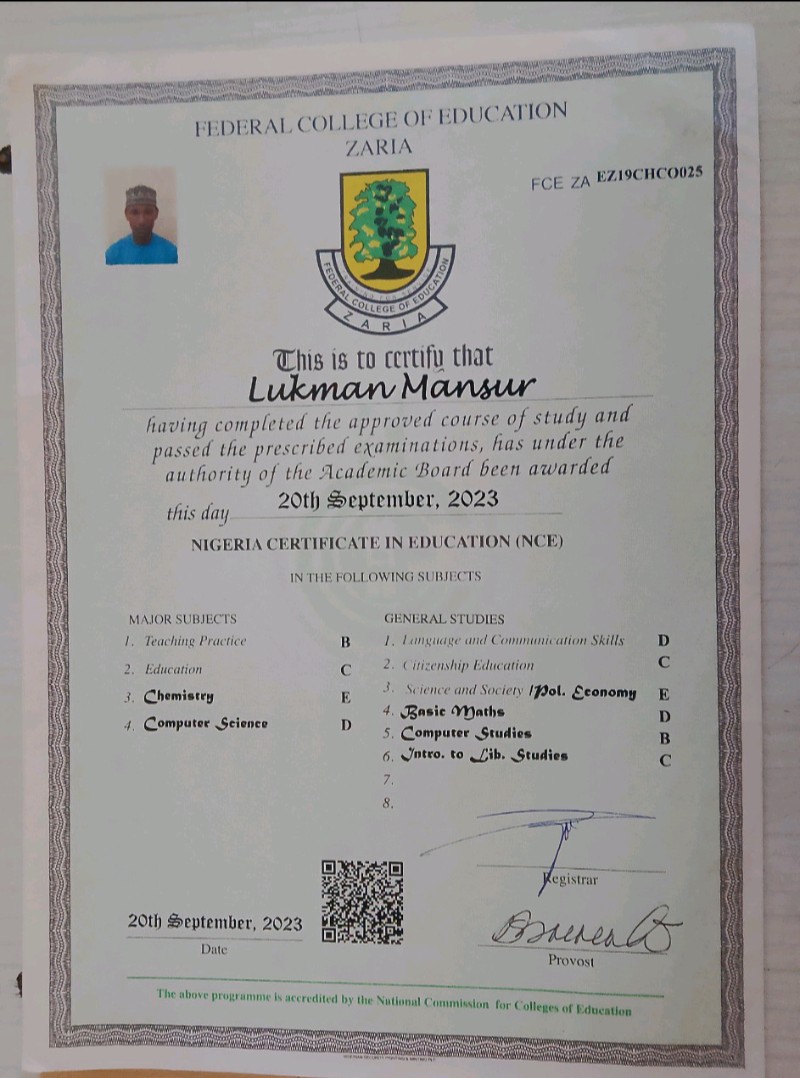 FEDERAL COLLEGE OF EDUCATION
ZARIA
FCE ZA EZ19CHCO025
FEDERAL COLLEGE OF EDUCATION
ZARIA
This is to certify that
Lukman Mansur
having completed the approved course of study and
passed the prescribed examinations, has under the
authority of the Academic Board been awarded
this day 20th September, 2023
NIGERIA CERTIFICATE IN EDUCATION (NCE)
IN THE FOLLOWING SUBJECTS
MAJOR SUBJECTS
1. Teaching Practice B
2. Education C
3. Chemistry E
4. Computer Science D
GENERAL STUDIES
1. Language and Communication Skills D
2. Citizenship Education C
3. Science and Society /Pol. Economy E
4. Basic Maths D
5. Computer Studies B
6. Intro. to Lib. Studies C
7.
8.
Registrar
20th September, 2023
Date
Provost
The above programme is accredited by the National Commission for Colleges of Education